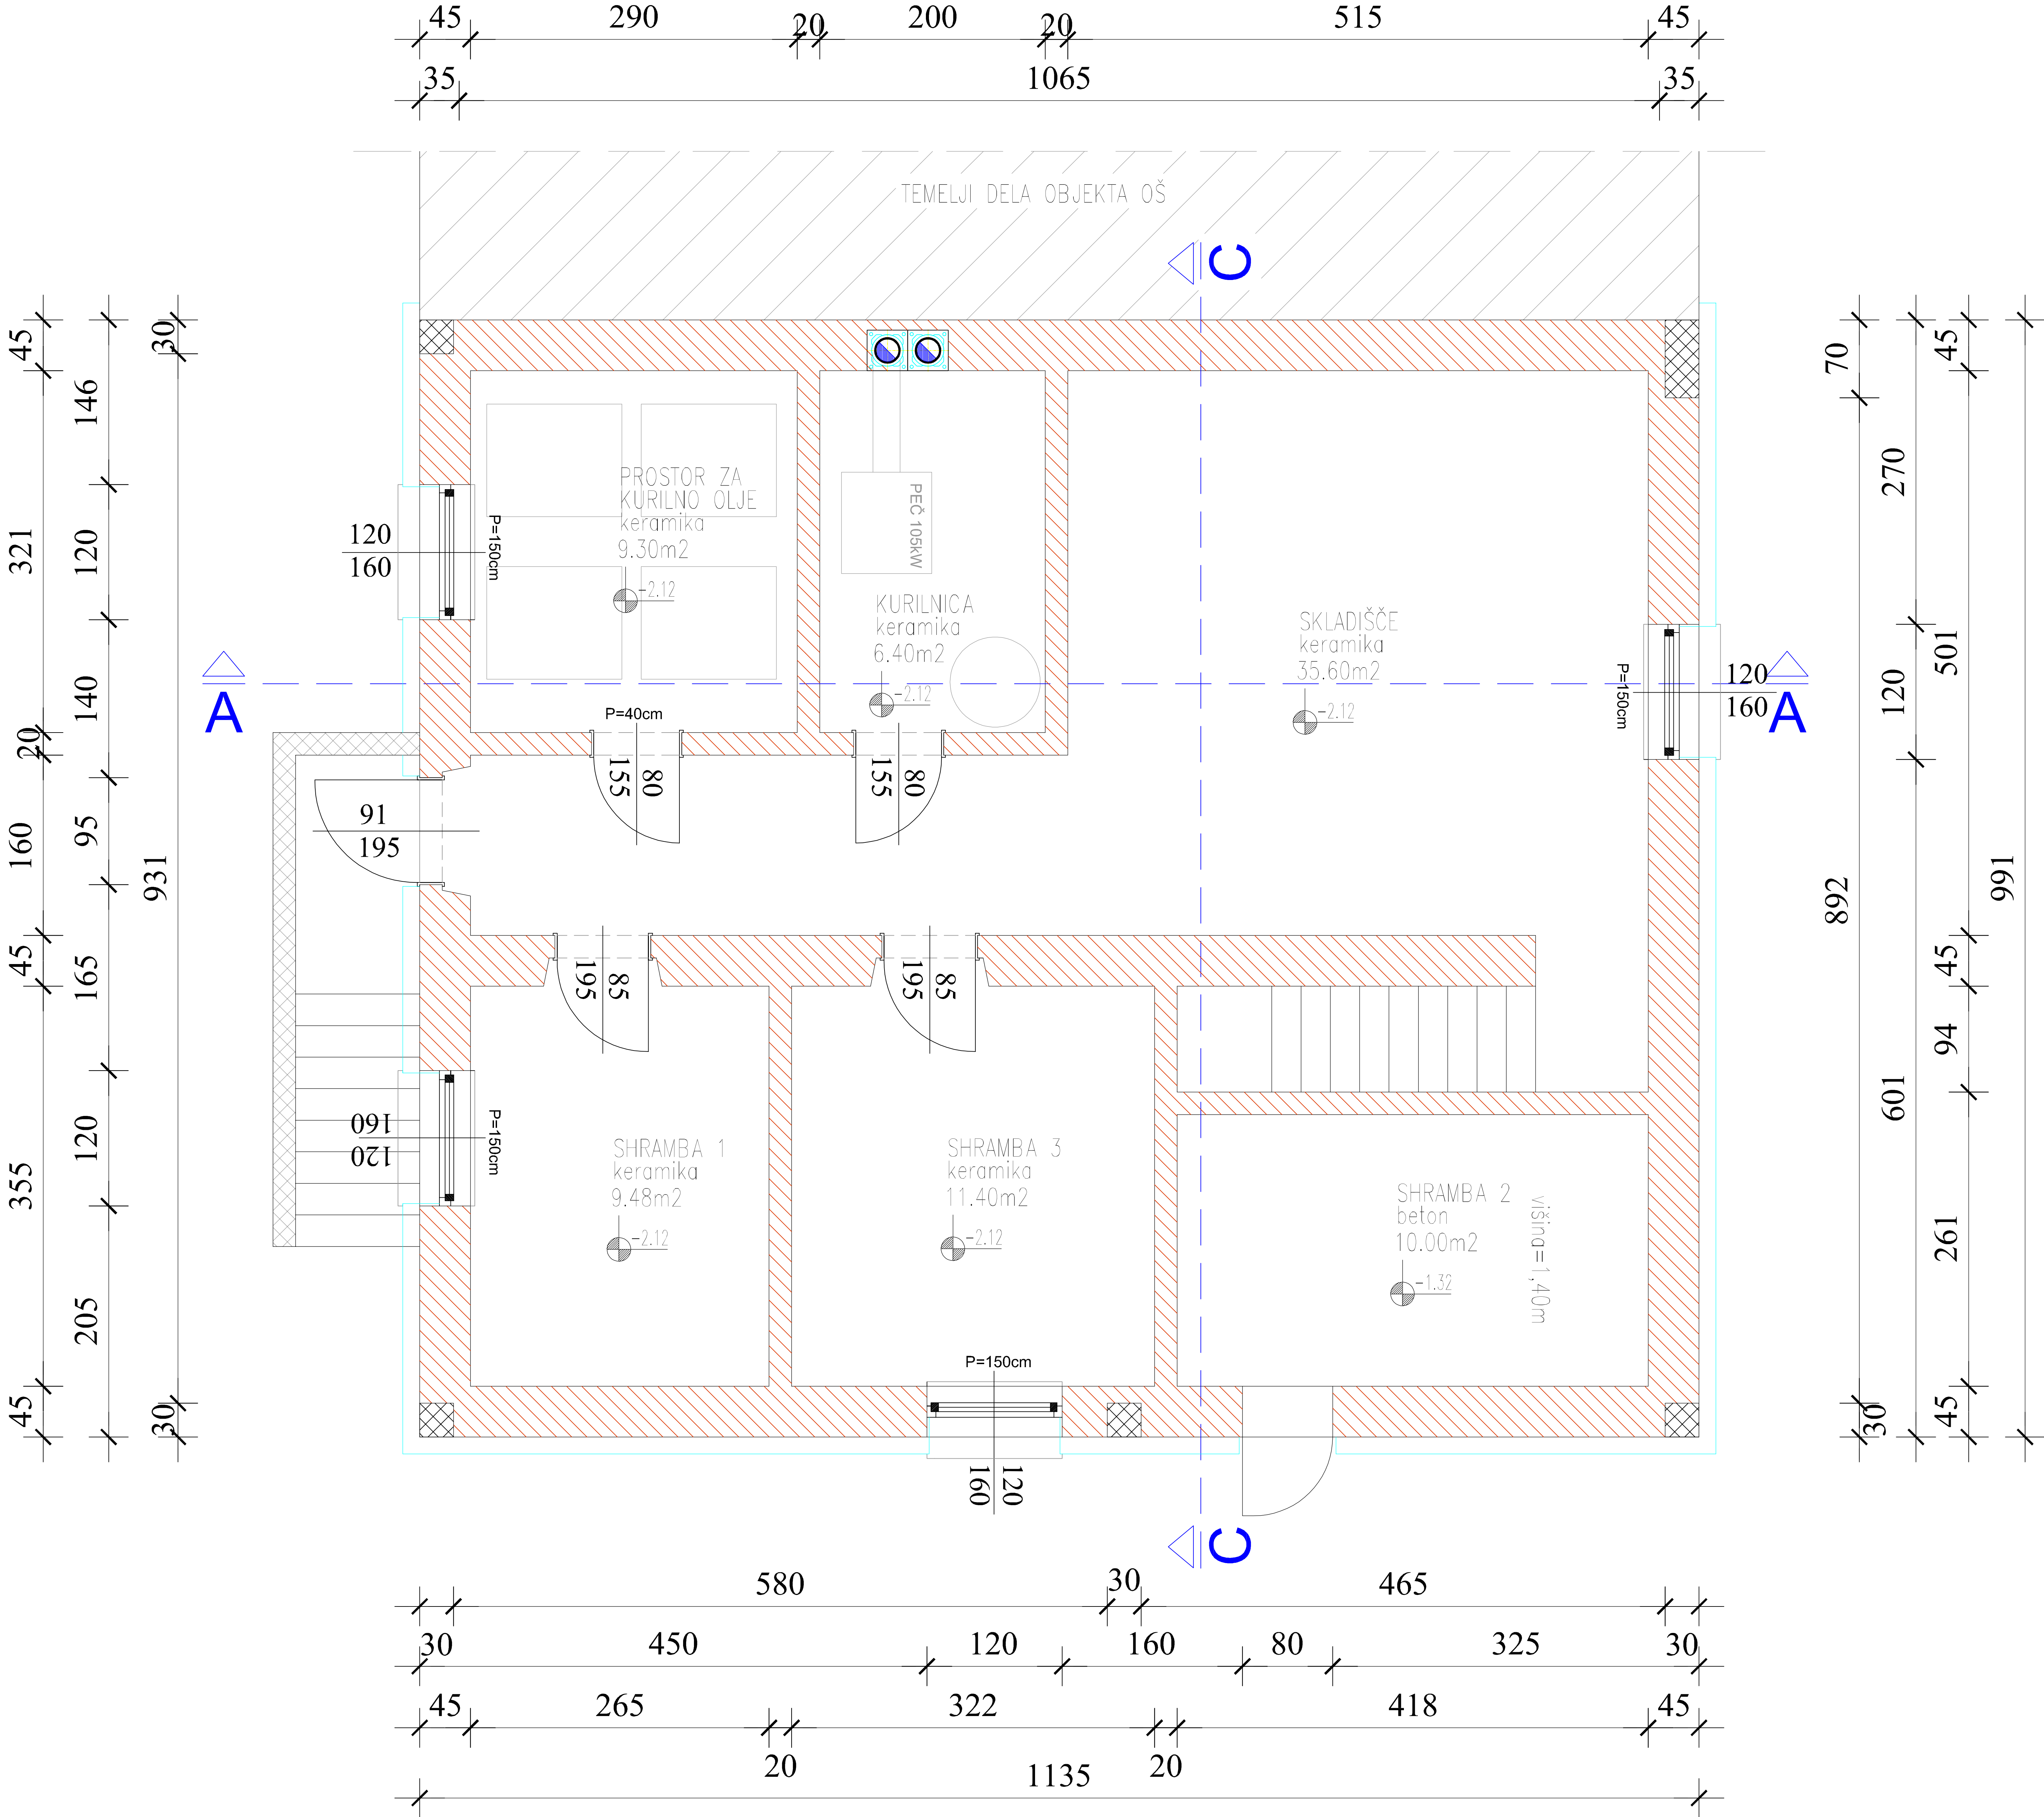 45 290 20 200 20 515 45
35 1065 35
TEMELJI DELA OBJEKTA OŠ
C
45 321 20 160 45 355 45
146 120 140 95 165 120 205
30 931 30
PROSTOR ZA
KURILNO OLJE
keramika
9.30m2
-2.12
P=150cm
120
160
P=40cm
80
155
PEČ 105kW
KURILNICA
keramika
6.40m2
-2.12
80
155
SKLADIŠČE
keramika
35.60m2
-2.12
P=150cm
120
160
A
A
91
195
85
195
85
195
160
120
P=150cm
SHRAMBA 1
keramika
9.48m2
-2.12
SHRAMBA 3
keramika
11.40m2
-2.12
P=150cm
120
160
SHRAMBA 2
beton
10.00m2
-1.32
višina=1,40m
70 892 30
270 120 601
45 501 45 94 261 45
991
C
580 30 465
30 450 120 160 80 325 30
45 265 322 418 45
20 1135 20